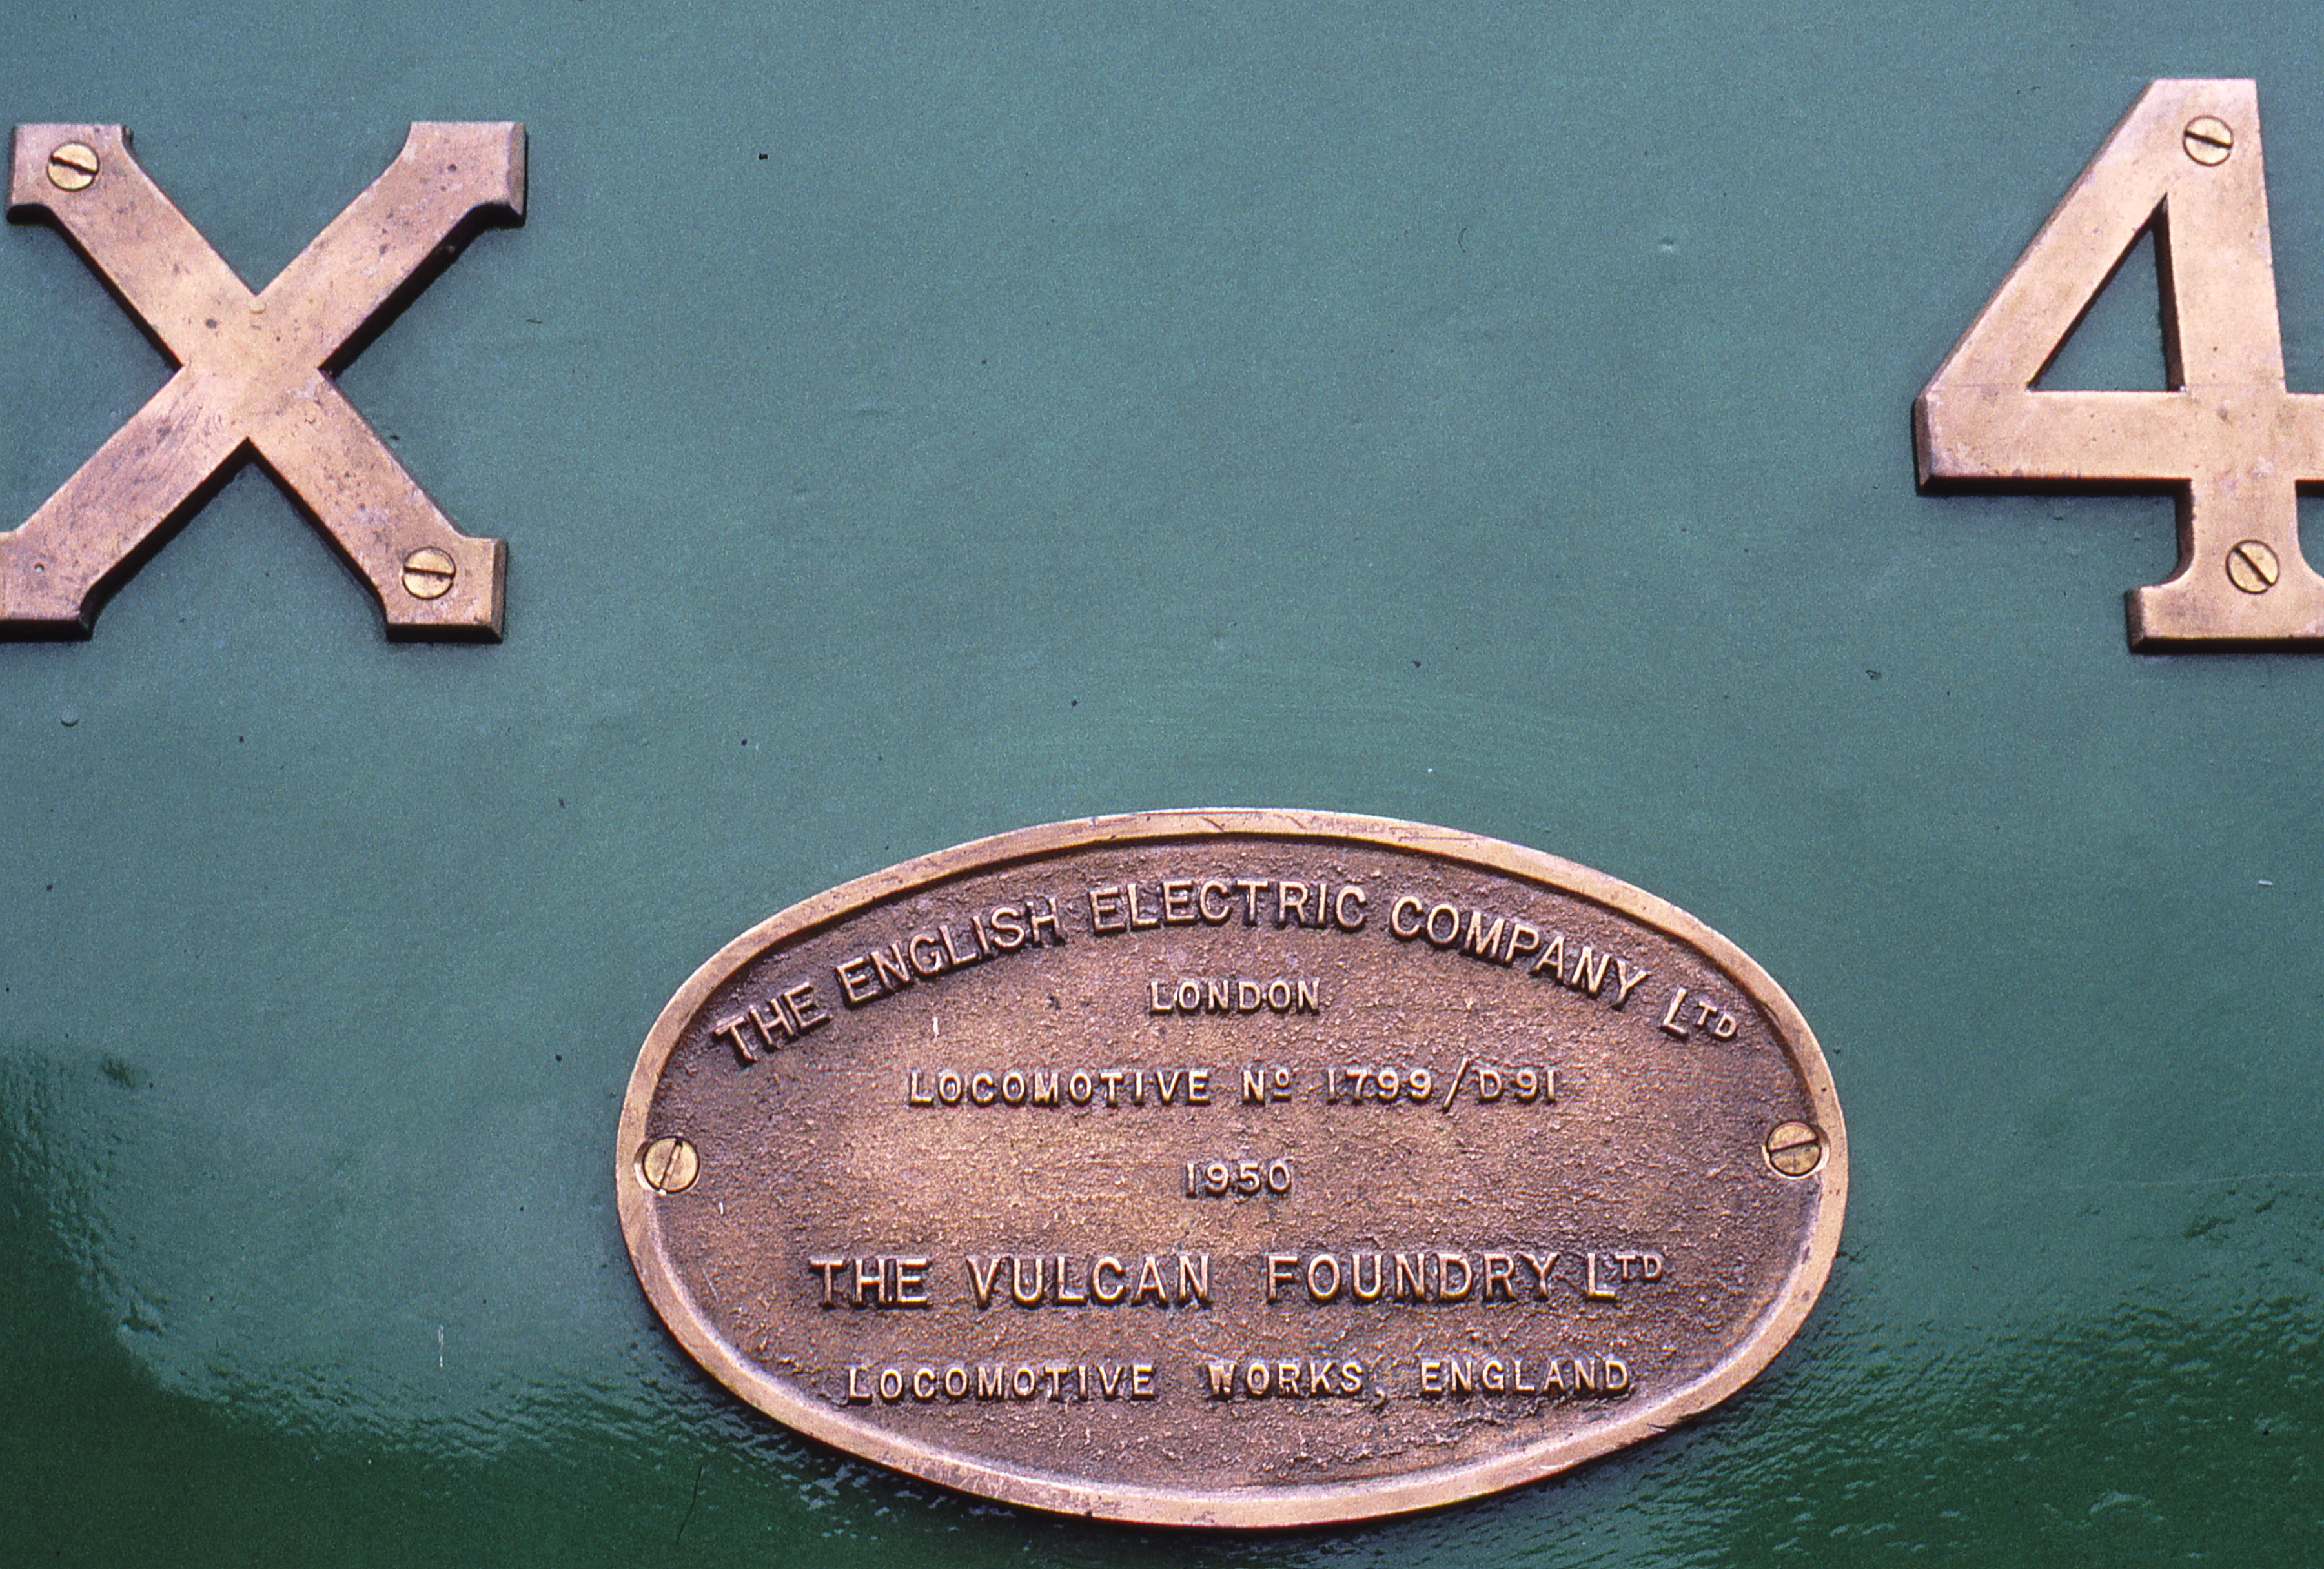 X 4
THE ENGLISH ELECTRIC COMPANY LTD
LONDON
LOCOMOTIVE Nº 1799/D91
1950
THE VULCAN FOUNDRY LTD
LOCOMOTIVE WORKS, ENGLAND